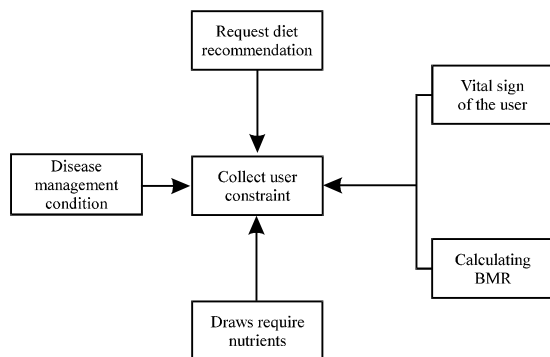 Request diet
recommendation
Vital sign
of the user
Disease
management
condition
Collect user
constraint
Calculating
BMR
Draws require
nutrients